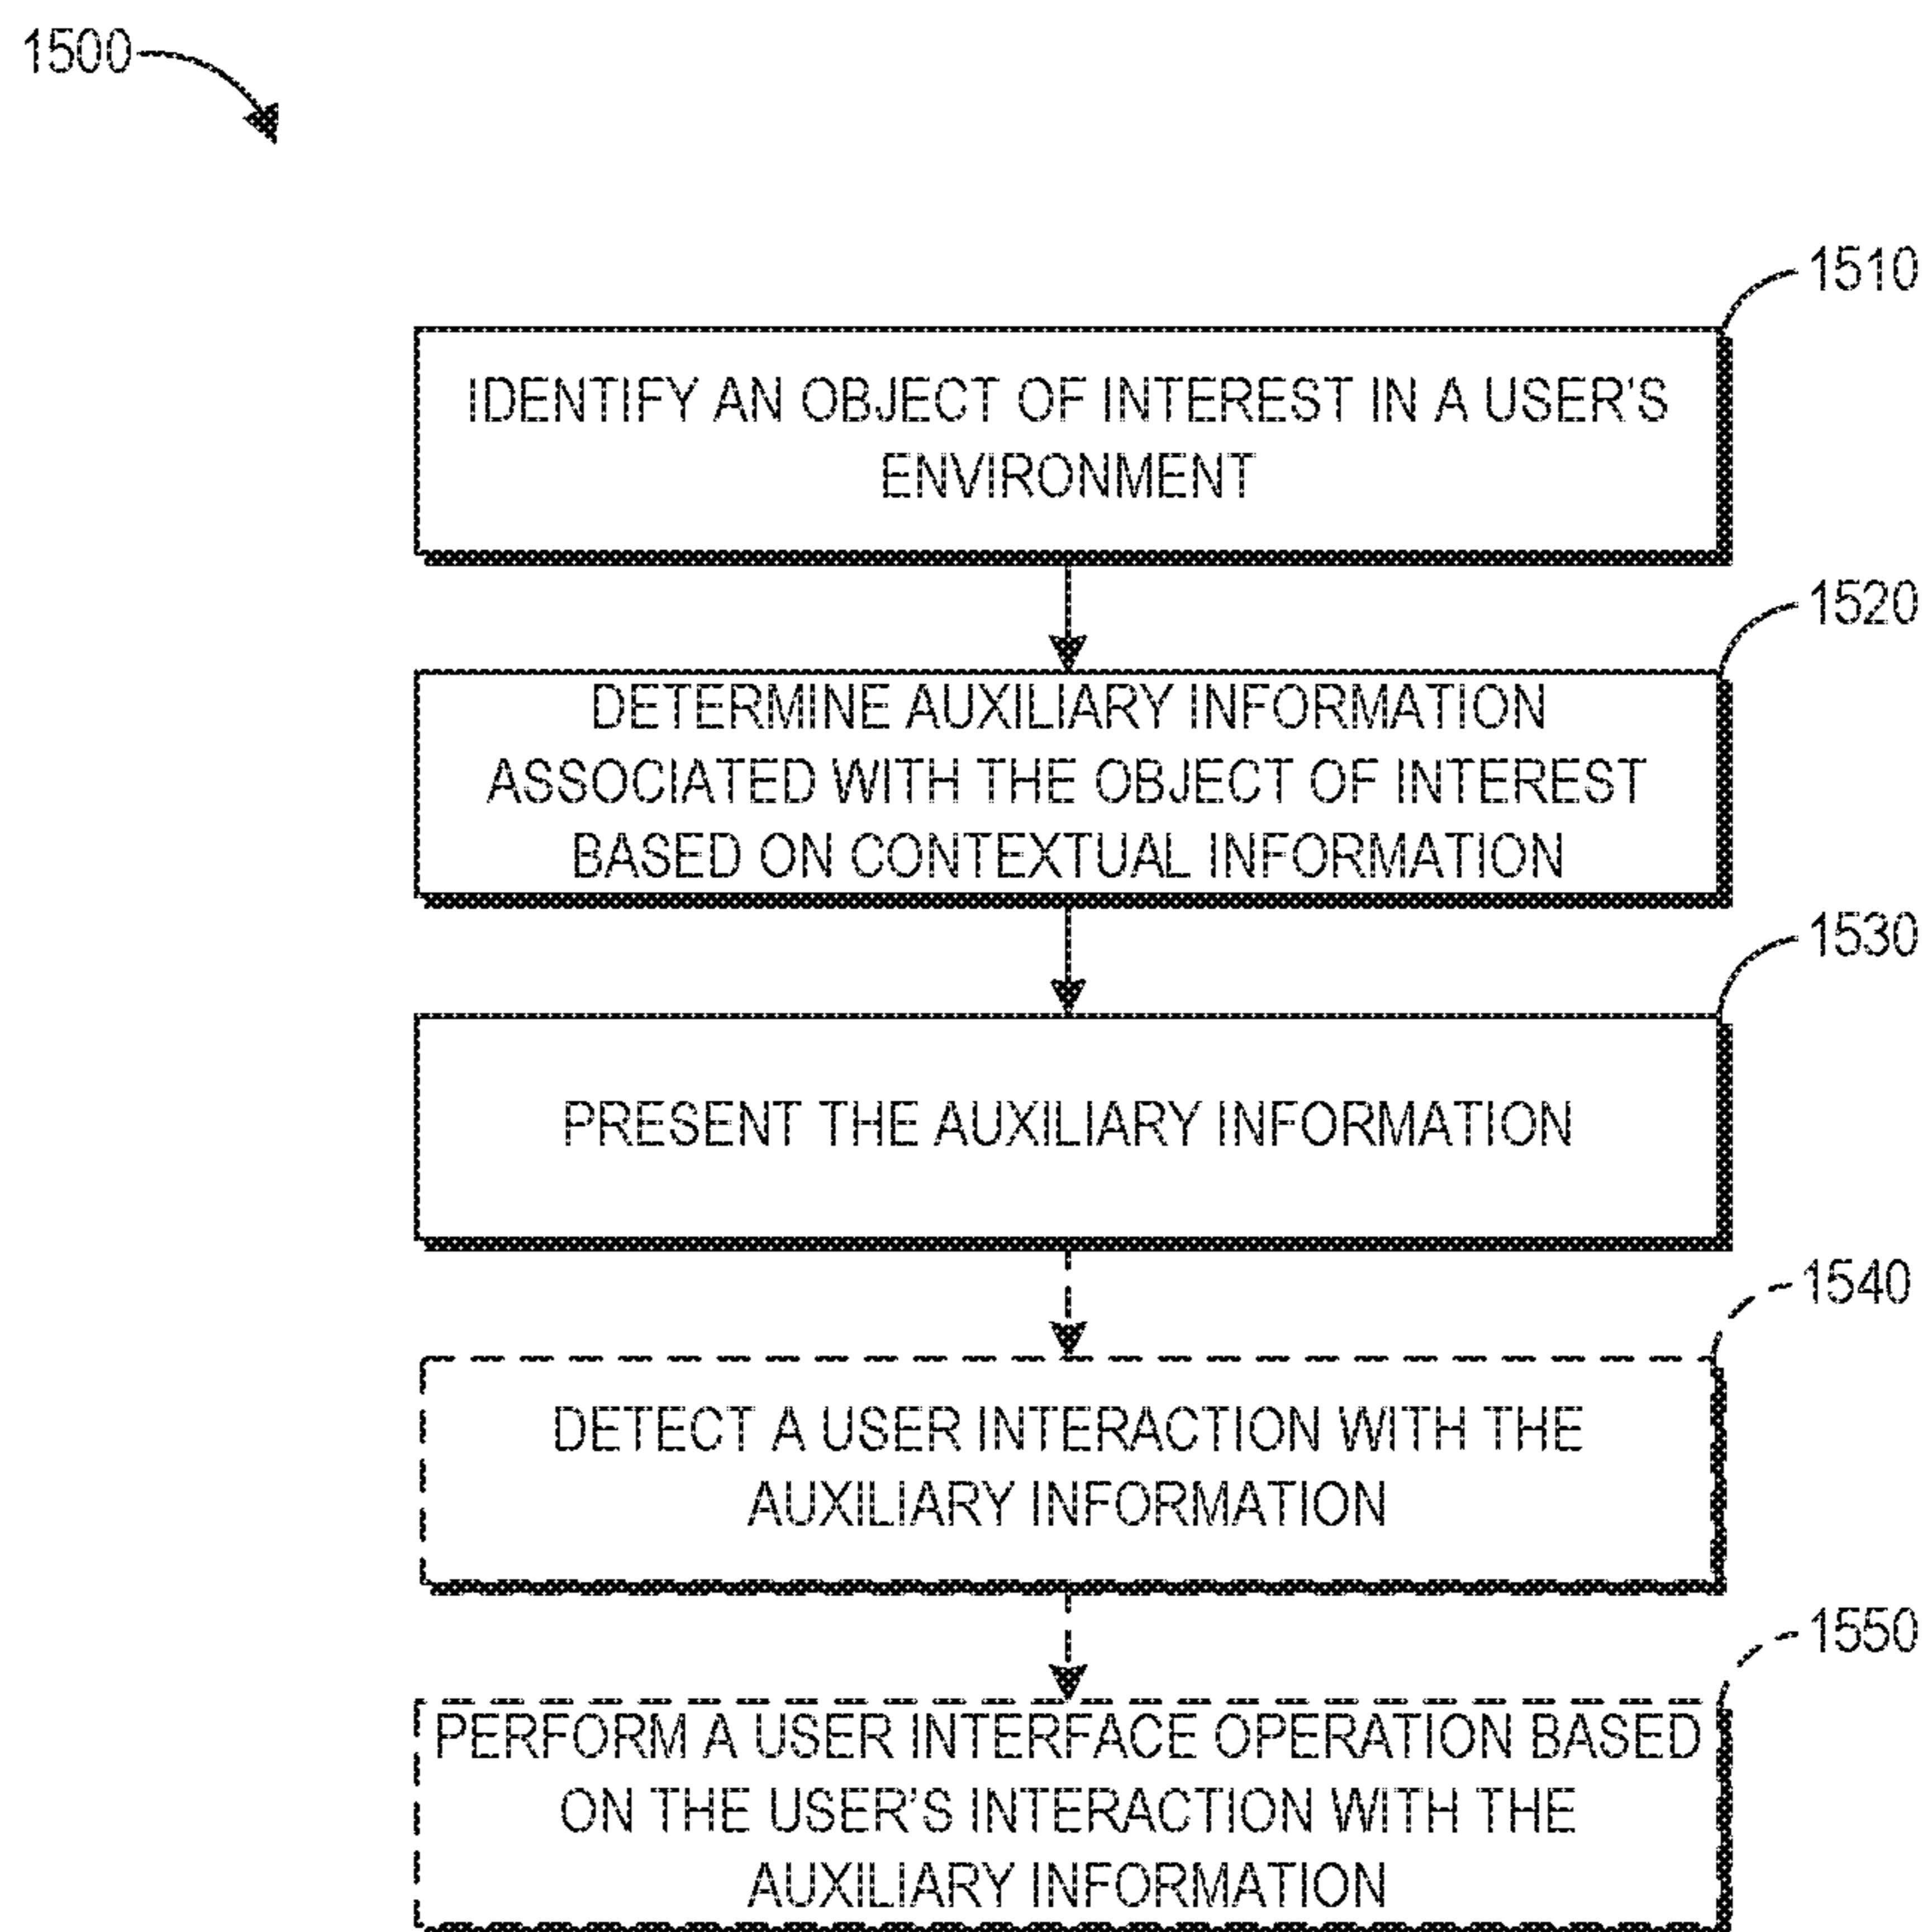 1500
1510
IDENTIFY AN OBJECT OF INTEREST IN A USER'S
ENVIRONMENT
1520
DETERMINE AUXILIARY INFORMATION
ASSOCIATED WITH THE OBJECT OF INTEREST
BASED ON CONTEXTUAL INFORMATION
1530
PRESENT THE AUXILIARY INFORMATION
1540
DETECT A USER INTERACTION WITH THE
AUXILIARY INFORMATION
1550
PERFORM A USER INTERFACE OPERATION BASED
ON THE USER'S INTERACTION WITH THE
AUXILIARY INFORMATION